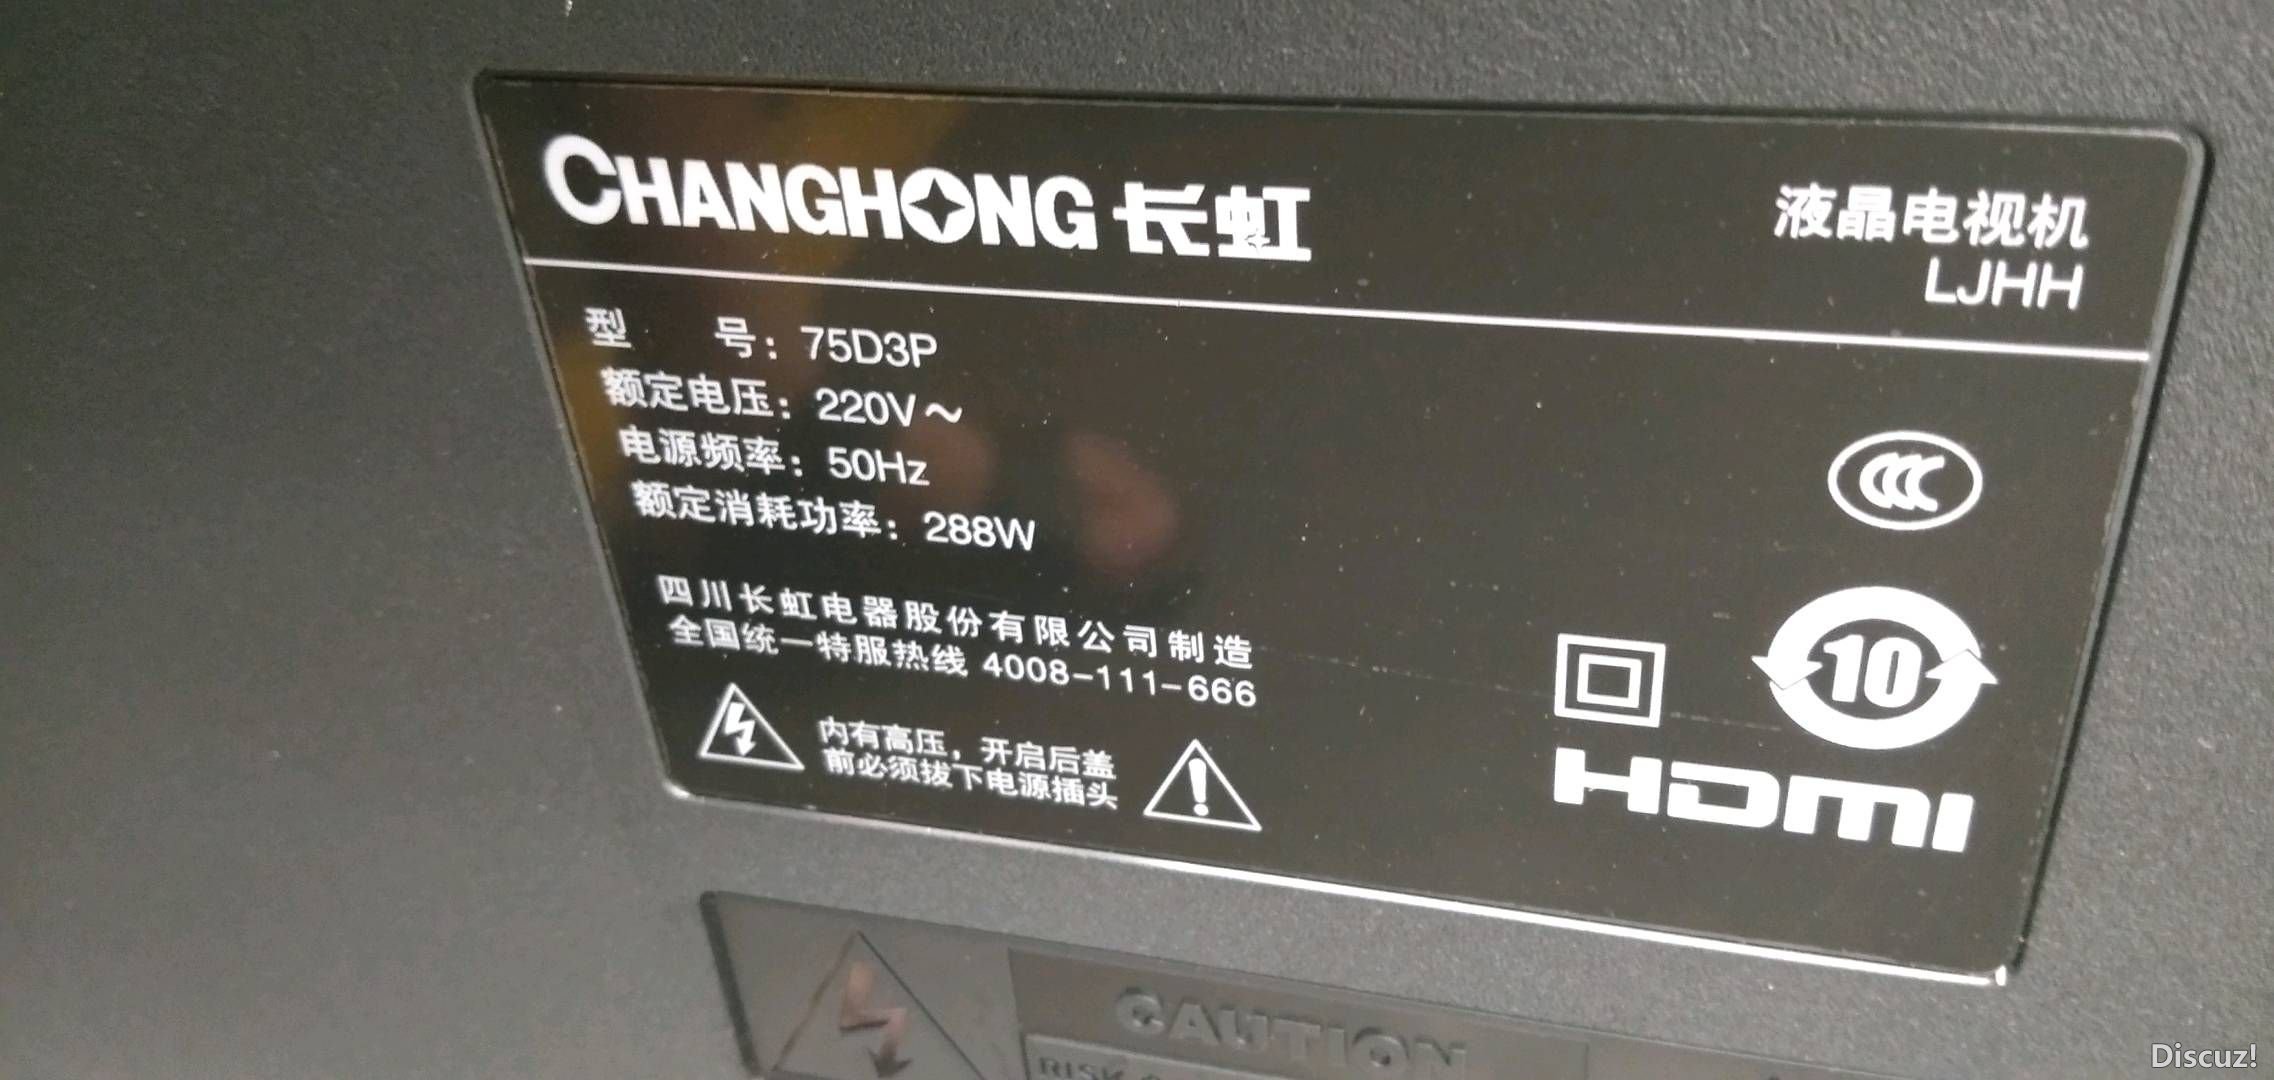 CHANGHONG 长虹
液晶电视机
LJHH
型 号：75D3P
额定电压：220V～
电源频率：50Hz
额定消耗功率：288W
四川长虹电器股份有限公司制造
全国统一特服热线 4008-111-666
内有高压，开启后盖
前必须拔下电源插头
10
HDMI
CAUTION
RISK
Discuz!